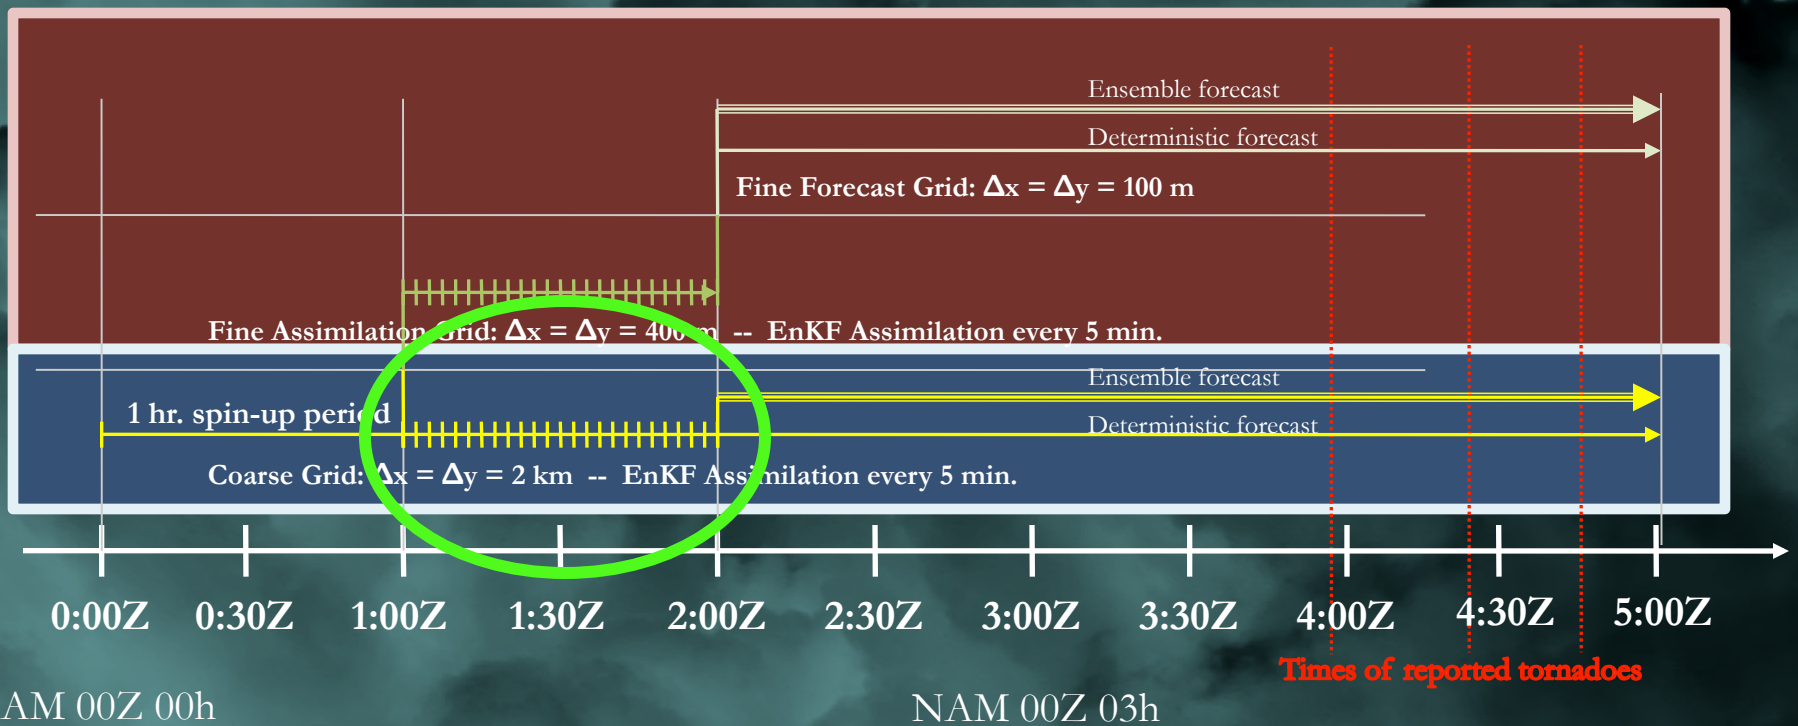 Ensemble forecast
Deterministic forecast
Fine Forecast Grid: Δx = Δy = 100 m
Fine Assimilation Grid: Δx = Δy = 400 m -- EnKF Assimilation every 5 min.
Ensemble forecast
1 hr. spin-up period
Deterministic forecast
Coarse Grid: Δx = Δy = 2 km -- EnKF Assimilation every 5 min.
0:00Z 0:30Z 1:00Z 1:30Z 2:00Z 2:30Z 3:00Z 3:30Z 4:00Z 4:30Z 5:00Z
Times of reported tornadoes
AM 00Z 00h NAM 00Z 03h